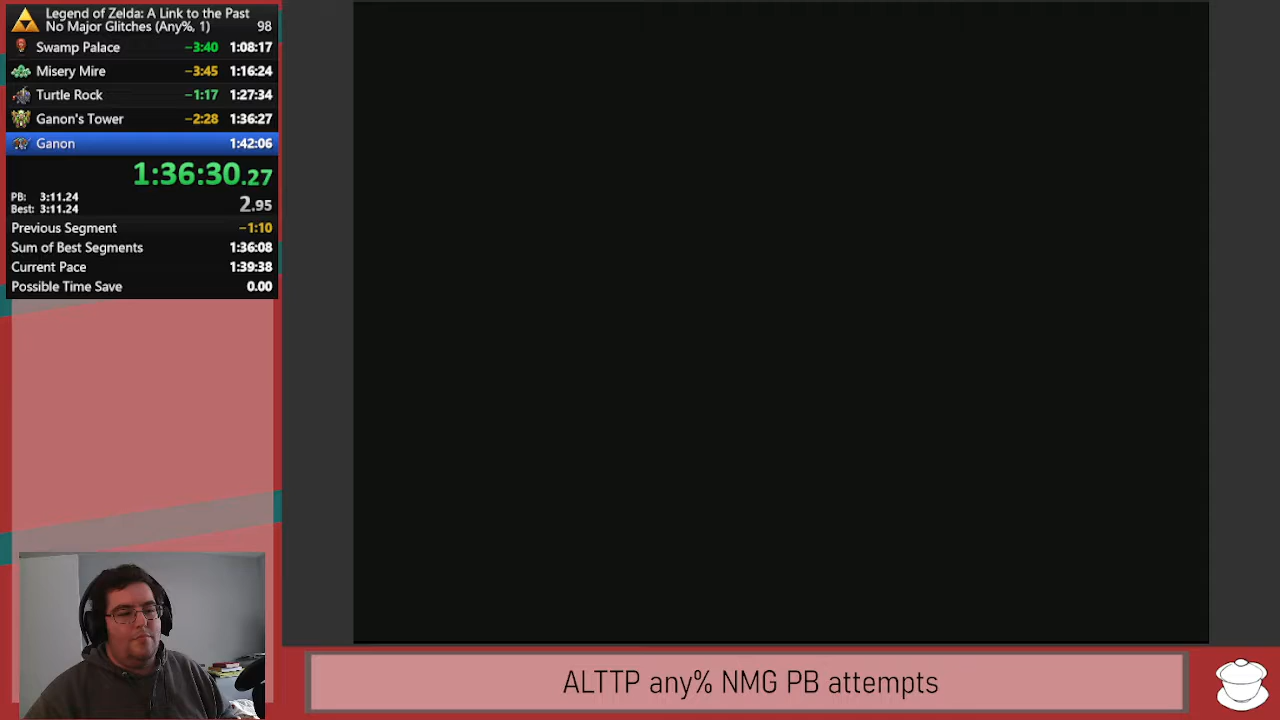 Legend of Zelda: A Link to the Past
No Major Glitches (Any%, 1) 98
Swamp Palace −3:40 1:08:17
Misery Mire −3:45 1:16:24
Turtle Rock −1:17 1:27:34
Ganon's Tower −2:28 1:36:27
Ganon 1:42:06
1:36:30.27
PB: 3:11.24
Best: 3:11.24 2.95
Previous Segment −1:10
Sum of Best Segments 1:36:08
Current Pace 1:39:38
Possible Time Save 0.00
ALTTP any% NMG PB attempts